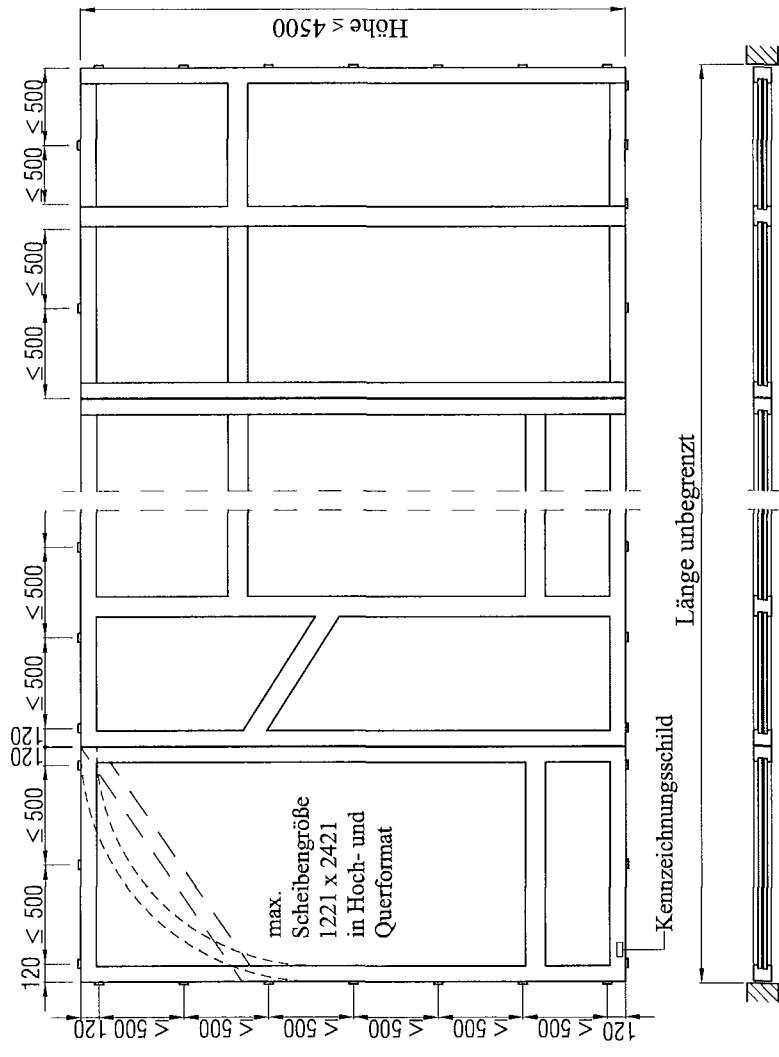 Höhe ≤ 4500
120
≤ 500
≤ 500
120
120
≤ 500
≤ 500
≤ 500
≤ 500
≤ 500
≤ 500
max.
Scheibengröße
1221 x 2421
in Hoch- und
Querformat
120
≤ 500
≤ 500
≤ 500
≤ 500
≤ 500
≤ 500
120
Kennzeichnungsschild
Länge unbegrenzt